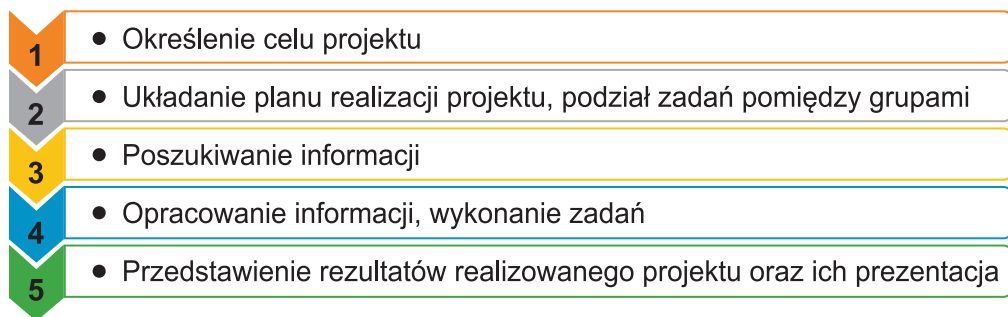 1 • Określenie celu projektu
2 • Układanie planu realizacji projektu, podział zadań pomiędzy grupami
3 • Poszukiwanie informacji
4 • Opracowanie informacji, wykonanie zadań
5 • Przedstawienie rezultatów realizowanego projektu oraz ich prezentacja